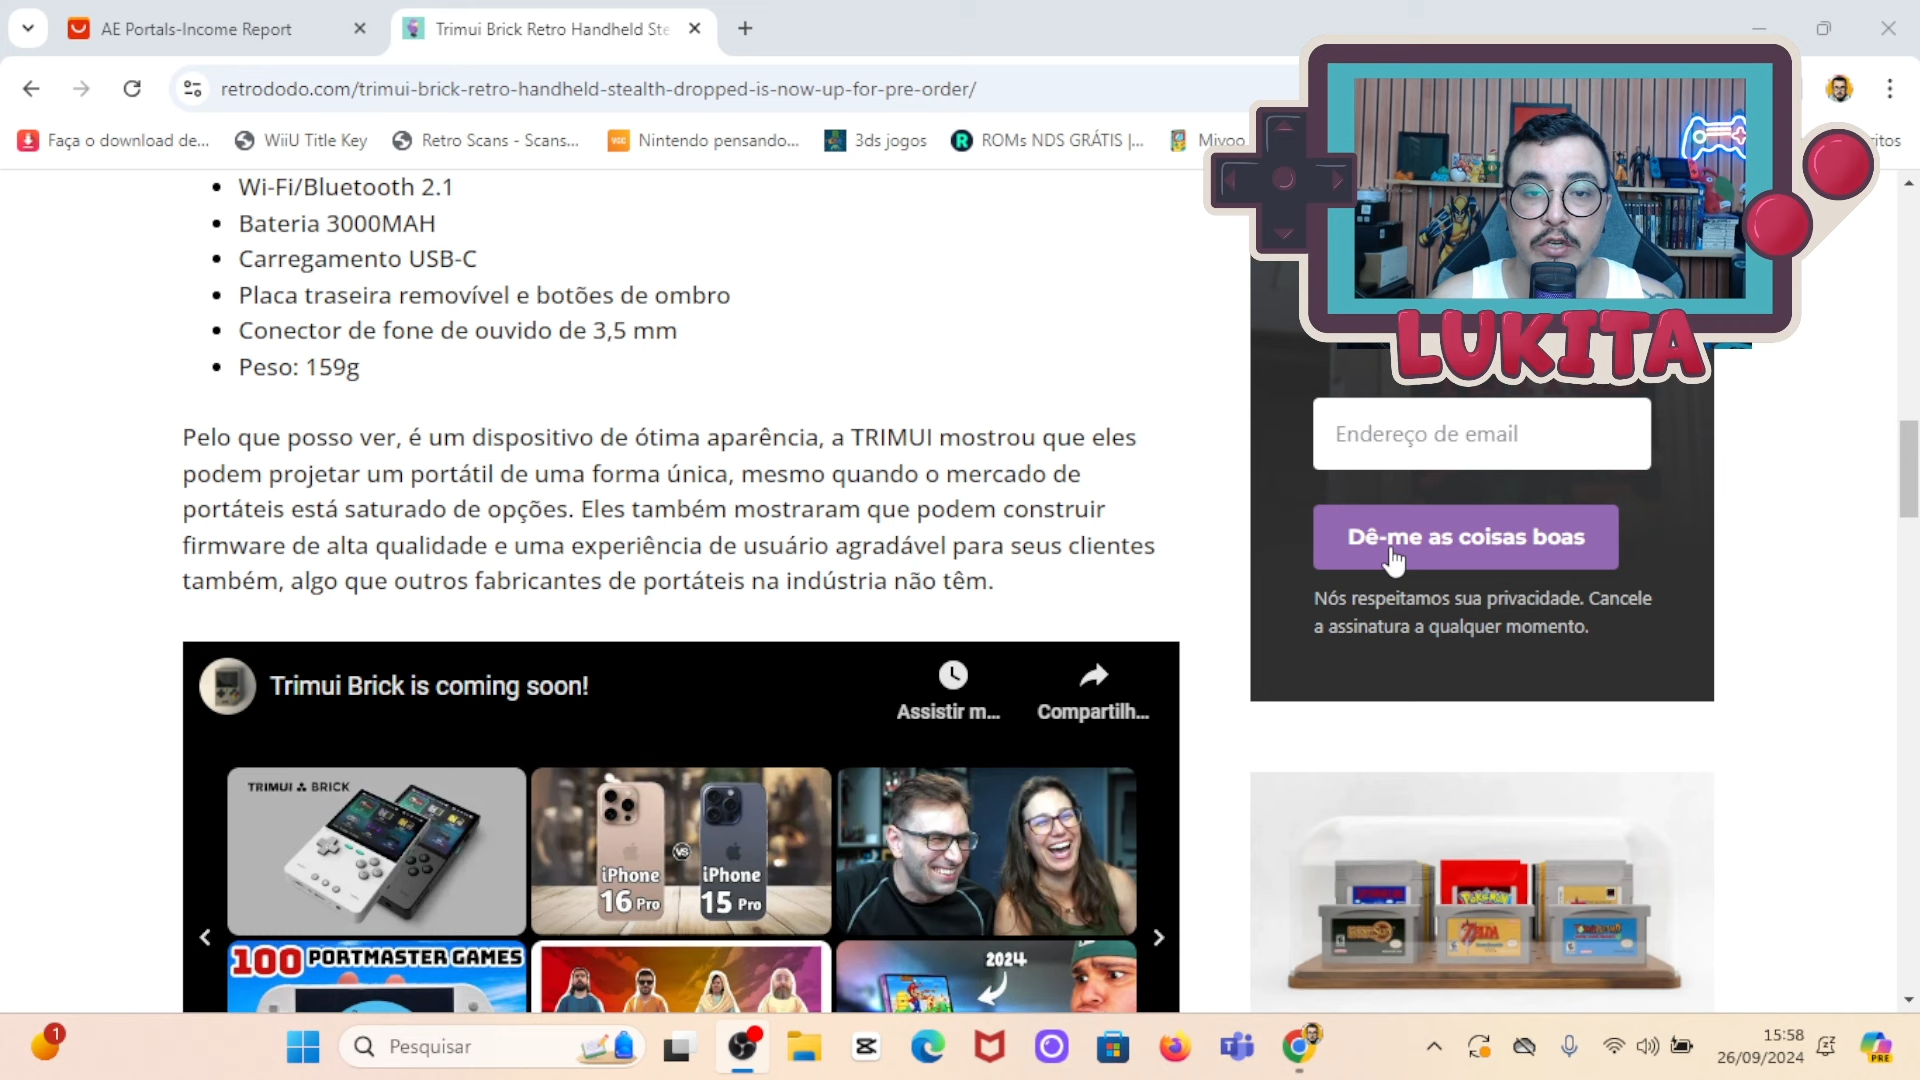 AE Portals-Income Report
Trimui Brick Retro Handheld Ste
retrododo.com/trimui-brick-retro-handheld-stealth-dropped-is-now-up-for-pre-order/
Faça o download de...
WiiU Title Key
Retro Scans - Scans...
VGC
Nintendo pensando...
3ds jogos
ROMs NDS GRÁTIS |...
Miyoo
itos
LUKITA
Wi-Fi/Bluetooth 2.1
Bateria 3000MAH
Carregamento USB-C
Placa traseira removível e botões de ombro
Conector de fone de ouvido de 3,5 mm
Peso: 159g
Pelo que posso ver, é um dispositivo de ótima aparência, a TRIMUI mostrou que eles
podem projetar um portátil de uma forma única, mesmo quando o mercado de
portáteis está saturado de opções. Eles também mostraram que podem construir
firmware de alta qualidade e uma experiência de usuário agradável para seus clientes
também, algo que outros fabricantes de portáteis na indústria não têm.
Endereço de email
Dê-me as coisas boas
Nós respeitamos sua privacidade. Cancele
a assinatura a qualquer momento.
Trimui Brick is coming soon!
Assistir m...
Compartilh...
TRIMUI BRICK
iPhone
16 Pro
VS
iPhone
15 Pro
100 PORTMASTER GAMES
2024
POKéMON
ZELDA
1
Pesquisar
15:58
26/09/2024
PRE